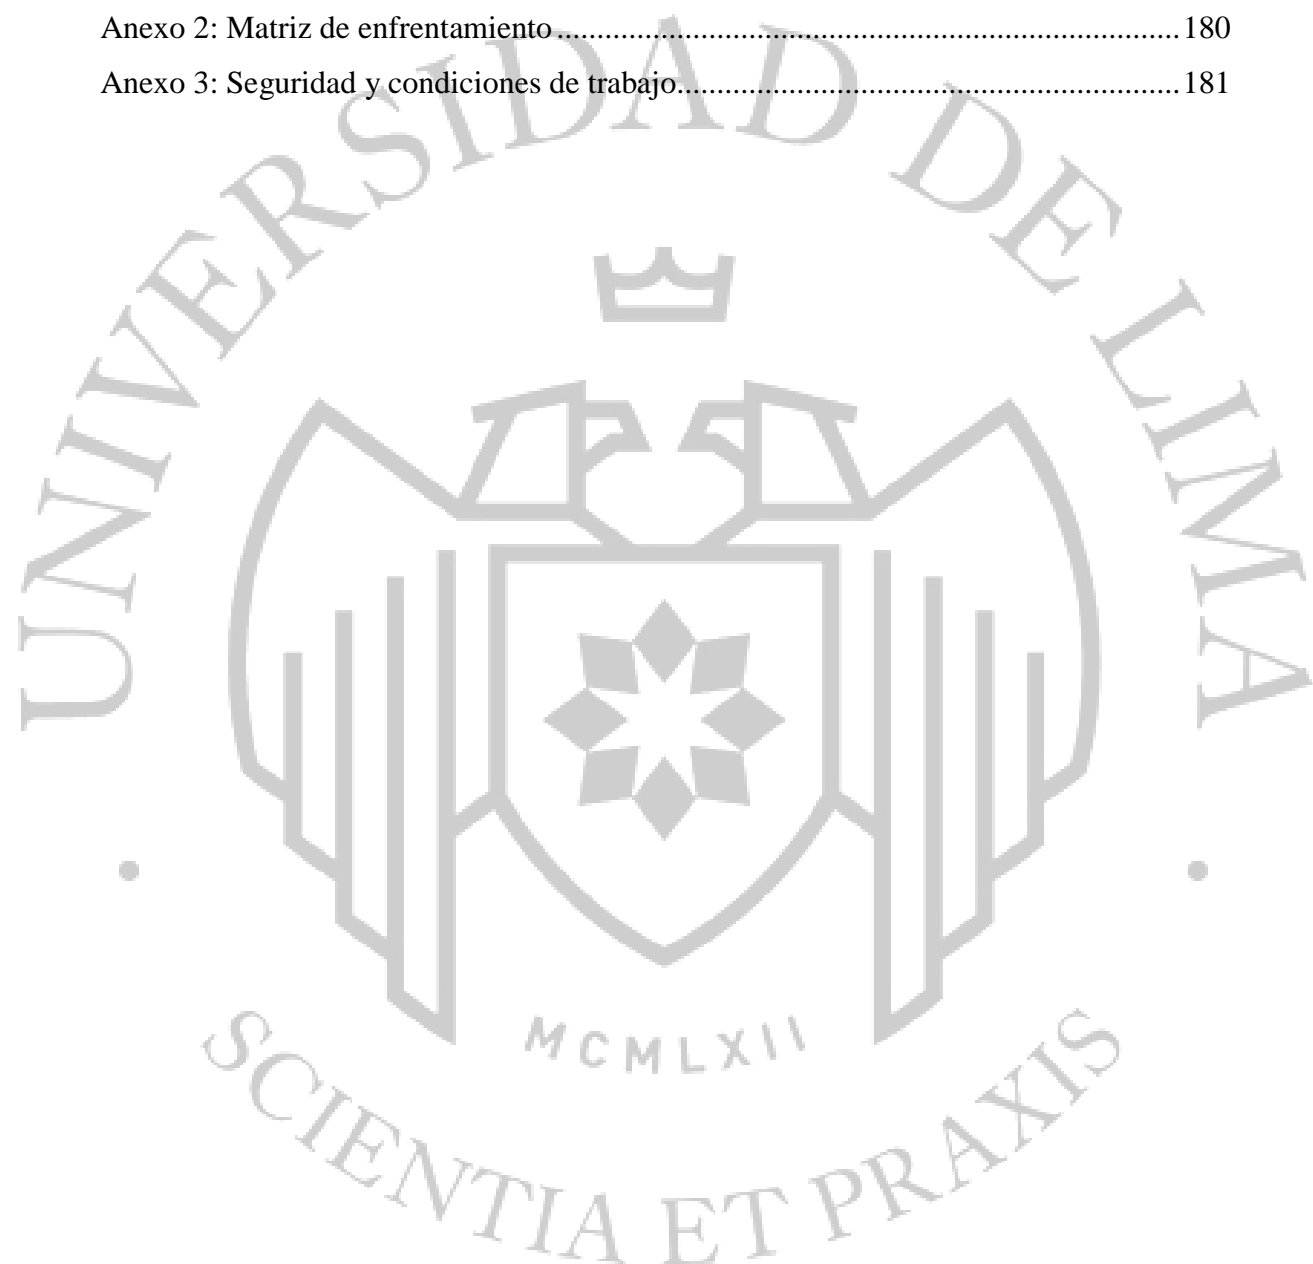 Anexo 2: Matriz de enfrentamiento............................................................................180
Anexo 3: Seguridad y condiciones de trabajo.............................................................181
UNIVERSIDAD DE LIMA
MCMLXII
SCIENTIA ET PRAXIS